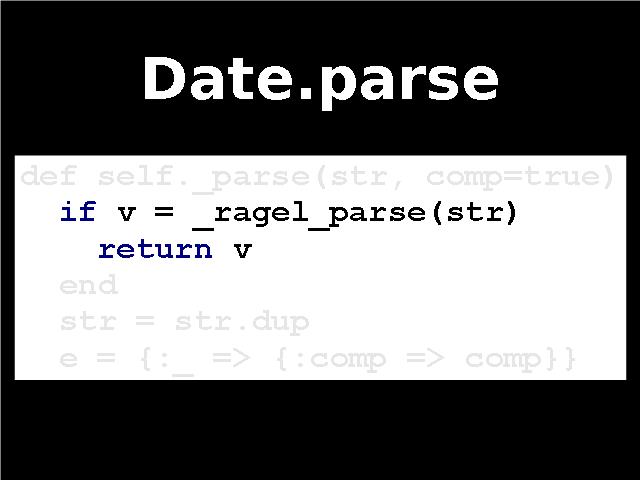 Date.parse
def self._parse(str, comp=true)
  if v = _ragel_parse(str)
    return v
  end
  str = str.dup
  e = {:_ => {:comp => comp}}